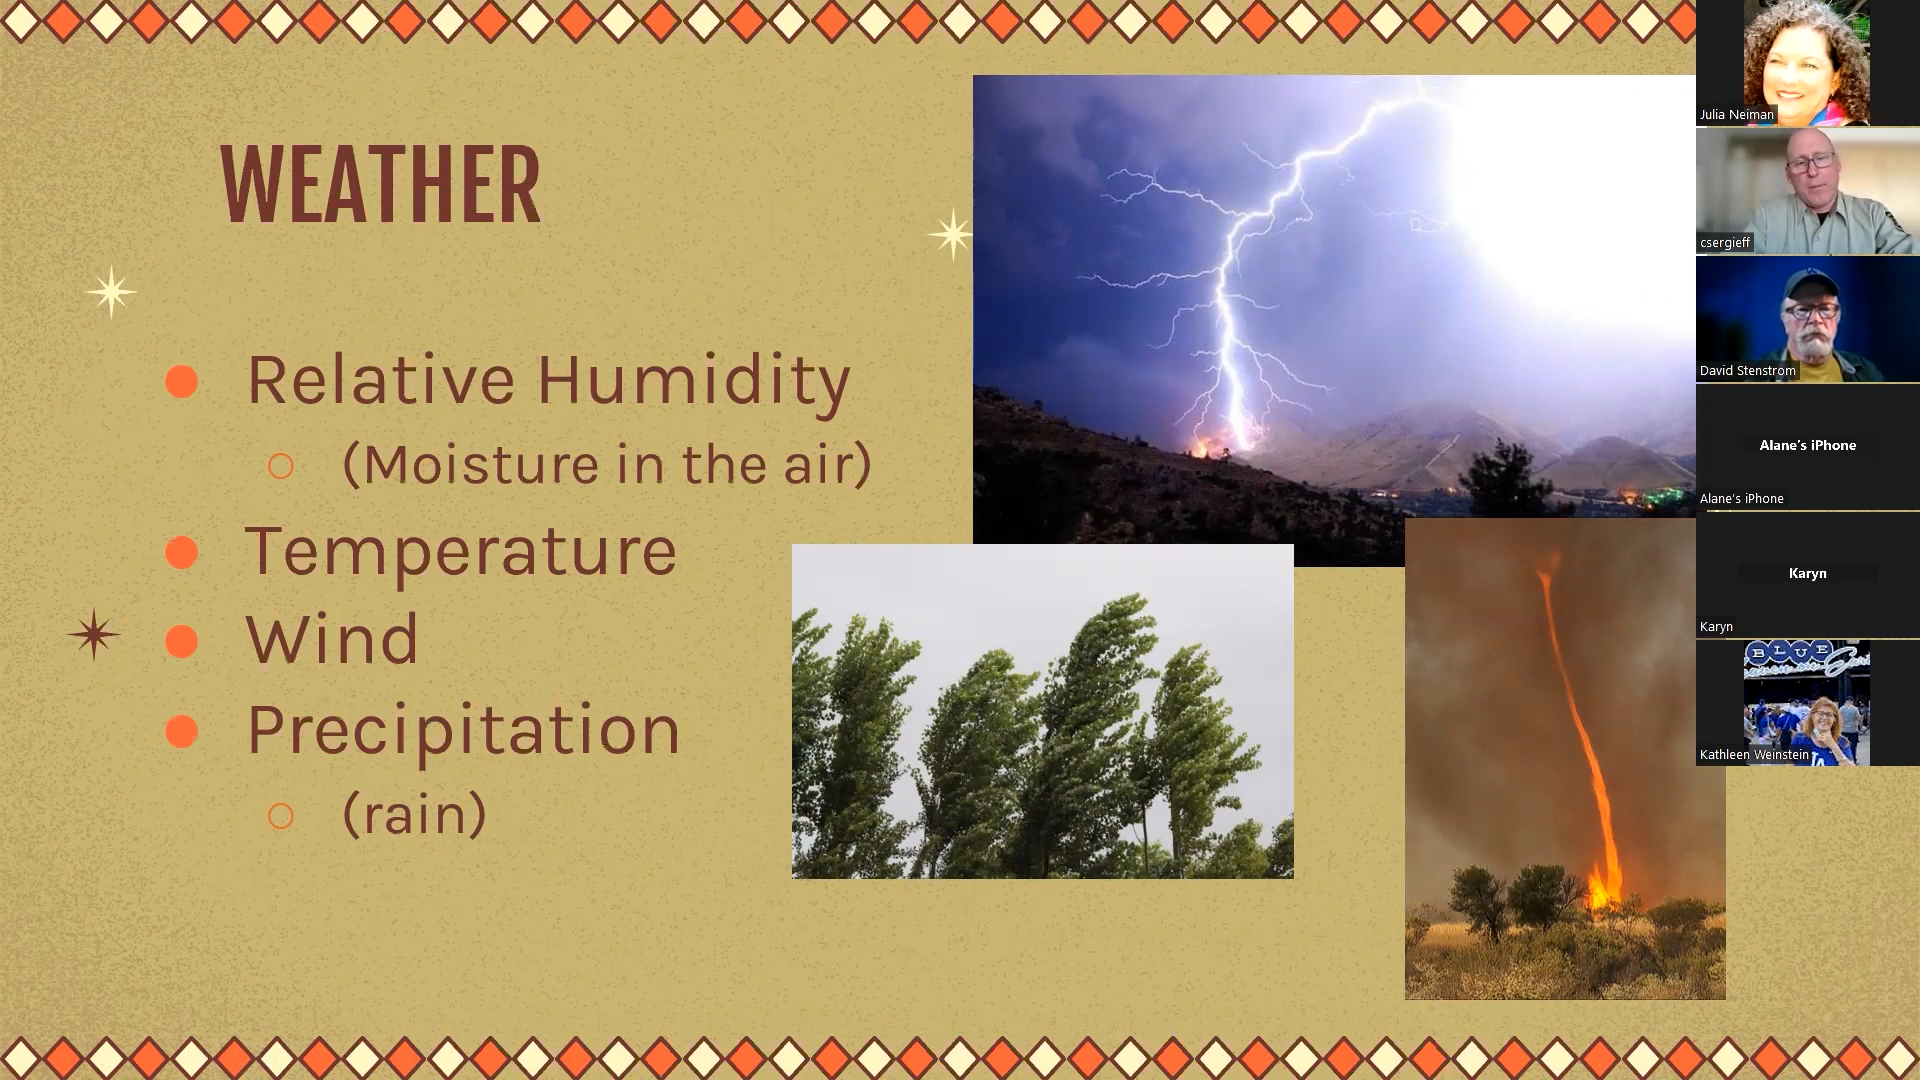 WEATHER
Relative Humidity
(Moisture in the air)
Temperature
Wind
Precipitation
(rain)
Julia Neiman
csergieff
David Stenstrom
Alane's iPhone
Alane's iPhone
Karyn
Karyn
BLUE
Kathleen Weinstein